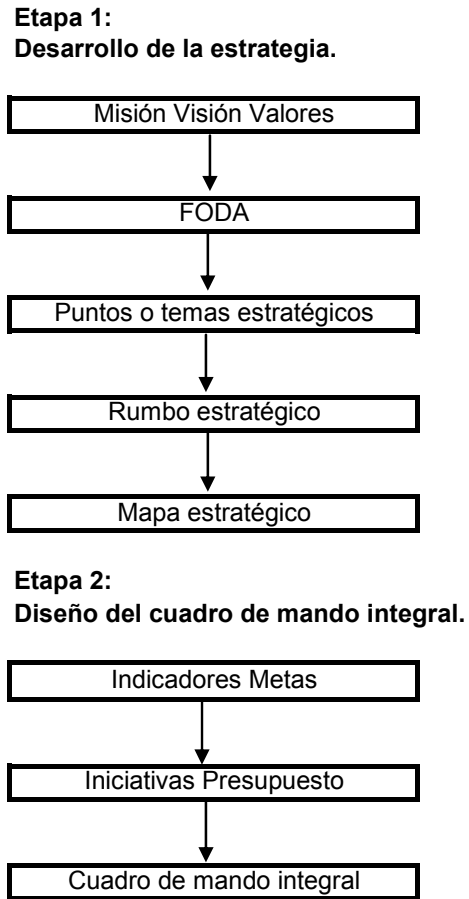 Etapa 1:
Desarrollo de la estrategia.
Misión Visión Valores
FODA
Puntos o temas estratégicos
Rumbo estratégico
Mapa estratégico
Etapa 2:
Diseño del cuadro de mando integral.
Indicadores Metas
Iniciativas Presupuesto
Cuadro de mando integral